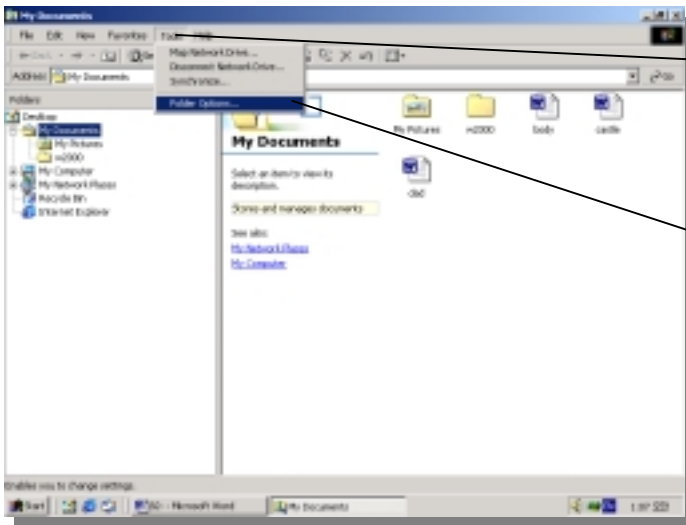 My Documents
File Edit View Favorites Tools Help
Back
Map Network Drive...
Disconnect Network Drive...
Synchronize...
Folder Options...
Address My Documents
Go
Folders
Desktop
My Documents
My Pictures
w2000
My Computer
My Network Places
Recycle Bin
Internet Explorer
My Documents
Select an item to view its
description.
Stores and manages documents
See also:
My Network Places
My Computer
My Pictures
w2000
body
castle
dad
Enables you to change settings.
Start
- Microsoft Word
My Documents